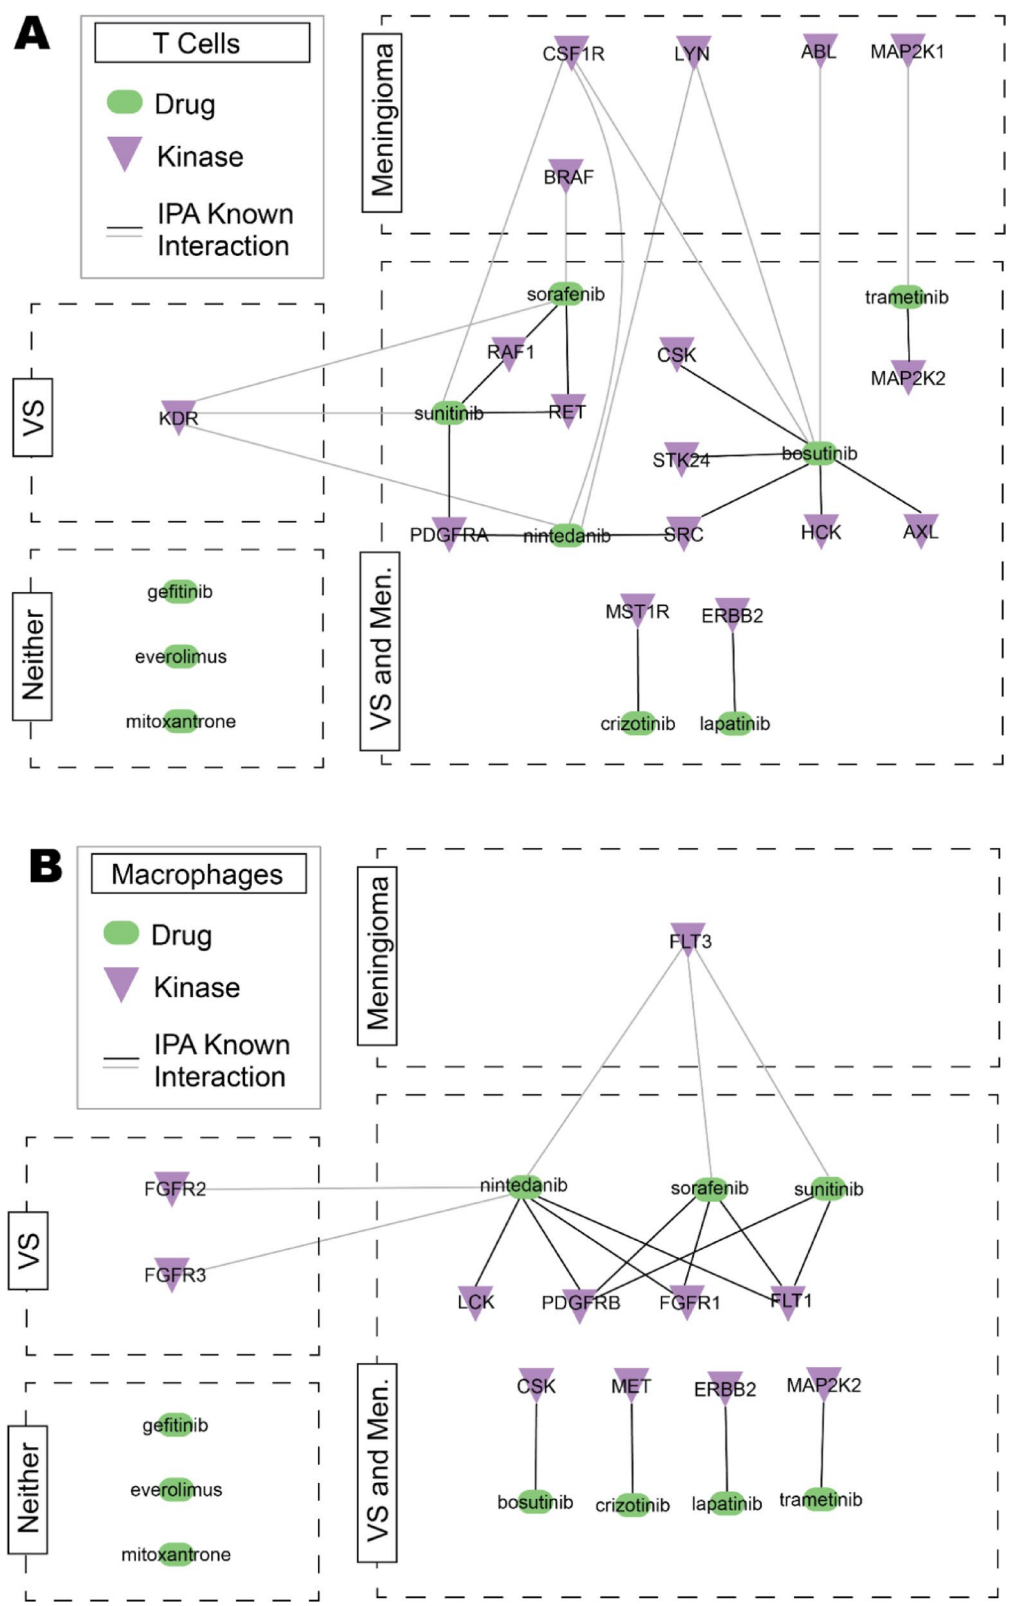 A
T Cells
Drug
Kinase
IPA Known
Interaction
Meningioma
CSF1R
LYN
ABL
MAP2K1
BRAF
VS
KDR
sorafenib
trametinib
RAF1
CSK
MAP2K2
sunitinib
RET
STK24
bosutinib
PDGFRA
nintedanib
SRC
HCK
AXL
VS and Men.
MST1R
ERBB2
crizotinib
lapatinib
Neither
gefitinib
everolimus
mitoxantrone
B
Macrophages
Drug
Kinase
IPA Known
Interaction
Meningioma
FLT3
VS
FGFR2
FGFR3
nintedanib
sorafenib
sunitinib
LCK
PDGFRB
FGFR1
FLT1
VS and Men.
CSK
MET
ERBB2
MAP2K2
bosutinib
crizotinib
lapatinib
trametinib
Neither
gefitinib
everolimus
mitoxantrone